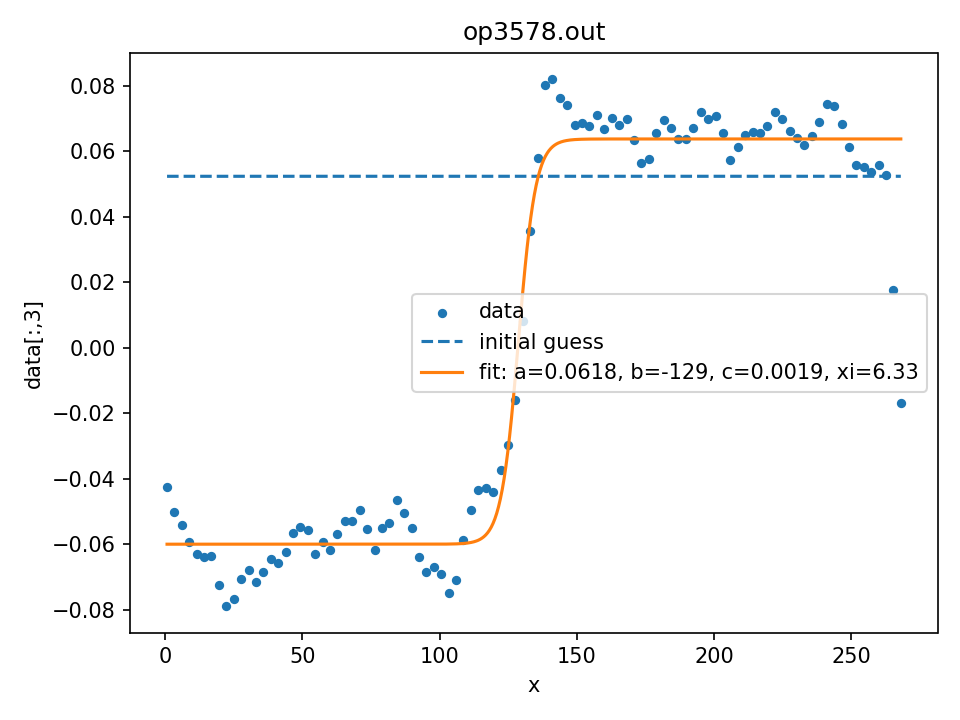 op3578.out
data[:,3]
0.08
0.06
0.04
0.02
0.00
−0.02
−0.04
−0.06
−0.08
data
initial guess
fit: a=0.0618, b=-129, c=0.0019, xi=6.33
0 50 100 150 200 250
x